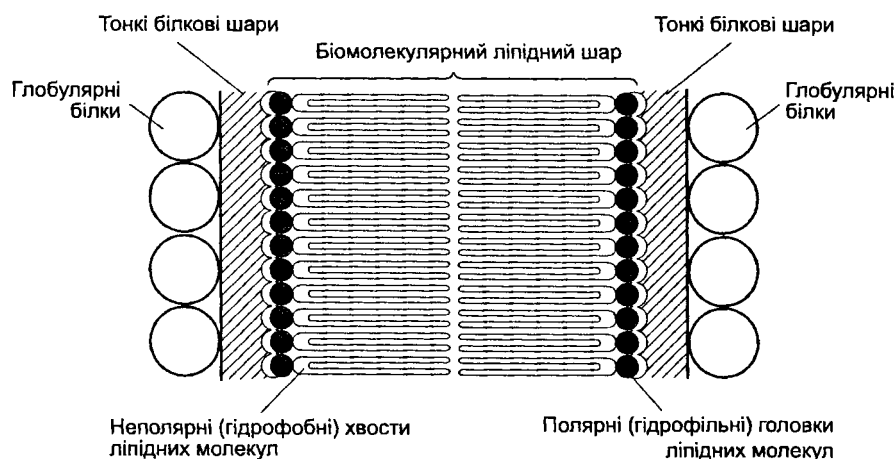 Тонкі білкові шари
Тонкі білкові шари
Біомолекулярний ліпідний шар
Глобулярні
білки
Глобулярні
білки
Неполярні (гідрофобні) хвости
ліпідних молекул
Полярні (гідрофільні) головки
ліпідних молекул